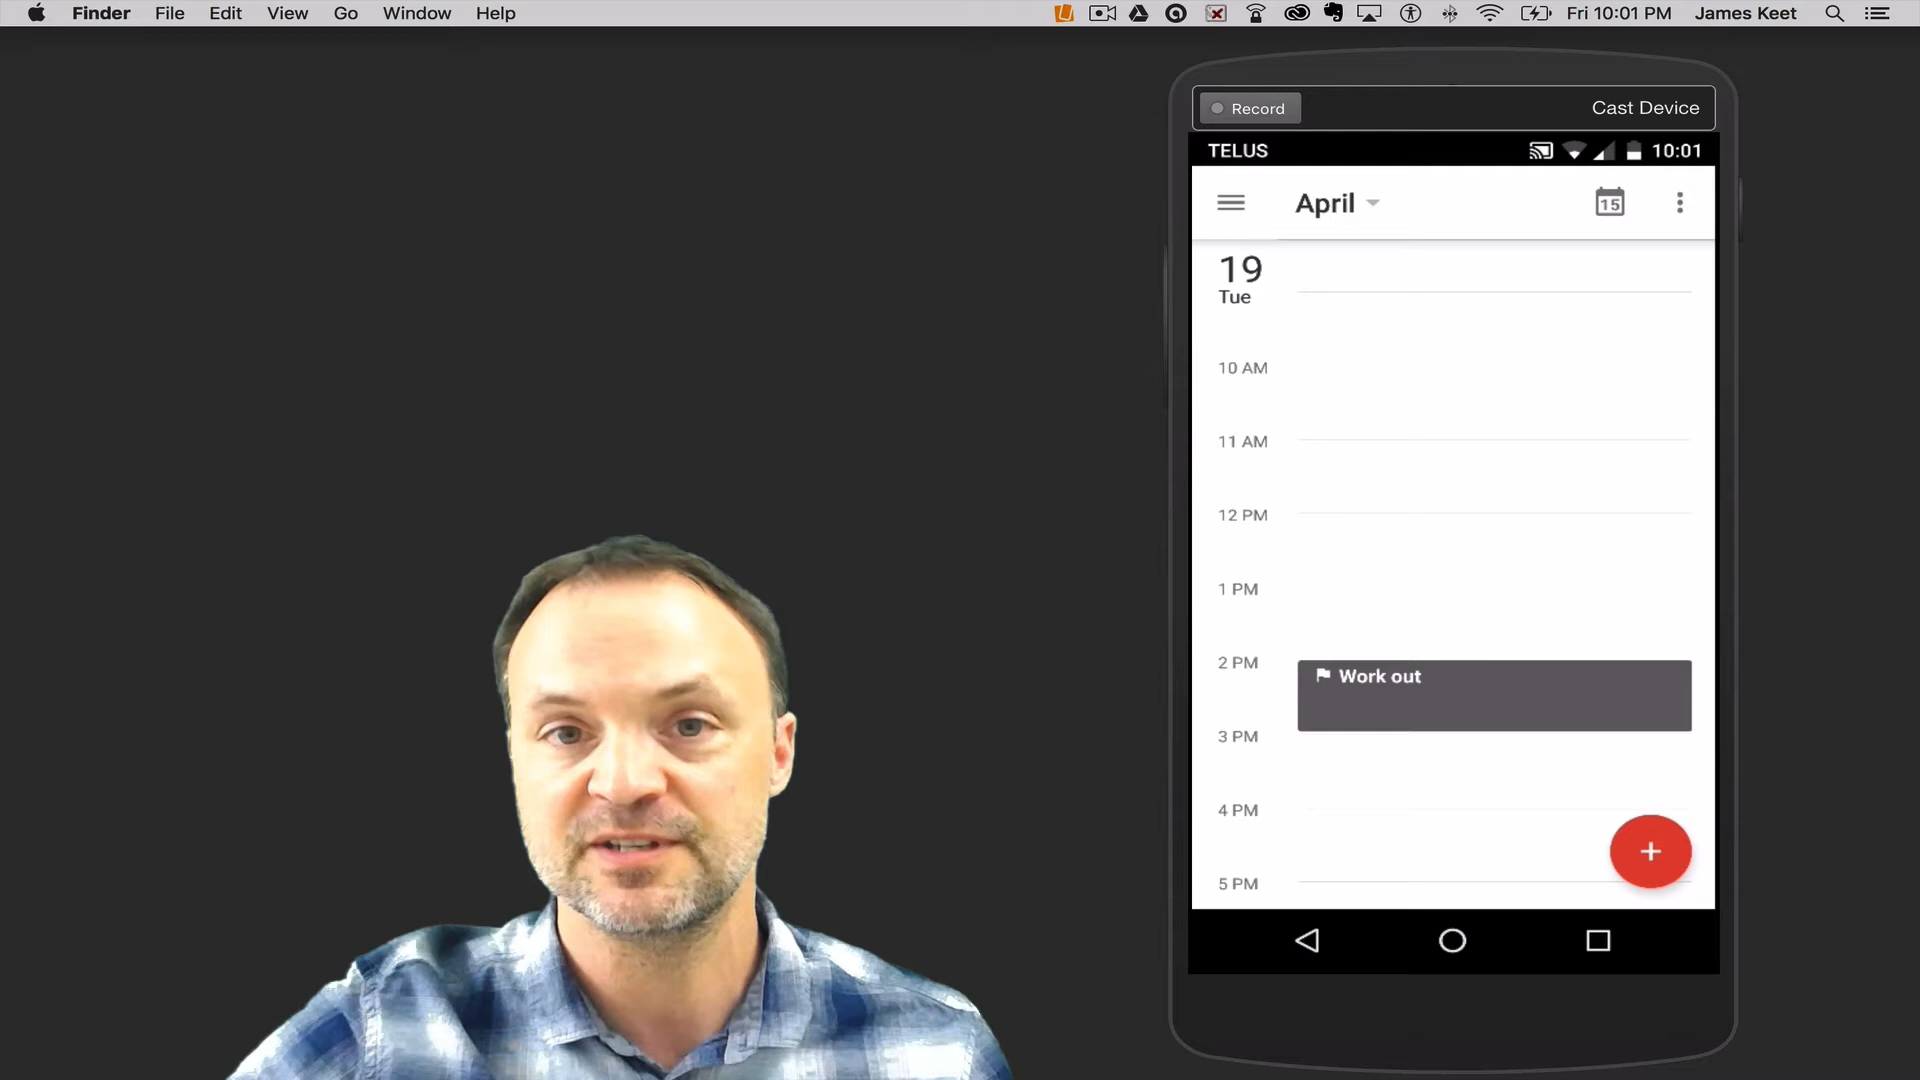 Finder File Edit View Go Window Help Fri 10:01 PM James Keet
Record Cast Device
TELUS 10:01
April 15
19
Tue
10 AM
11 AM
12 PM
1 PM
2 PM
Work out
3 PM
4 PM
5 PM